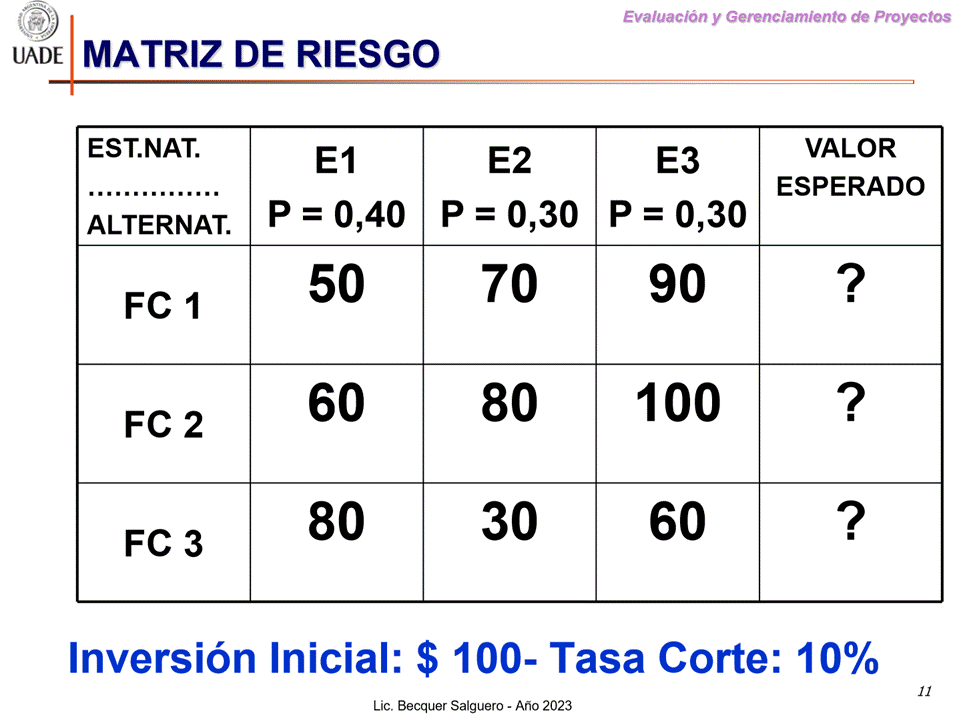 Evaluación y Gerenciamiento de Proyectos
UADE
MATRIZ DE RIESGO
EST.NAT.
...............
ALTERNAT.
E1
P = 0,40
E2
P = 0,30
E3
P = 0,30
VALOR
ESPERADO
FC 1
50
70
90
?
FC 2
60
80
100
?
FC 3
80
30
60
?
Inversión Inicial: $ 100- Tasa Corte: 10%
11
Lic. Becquer Salguero - Año 2023